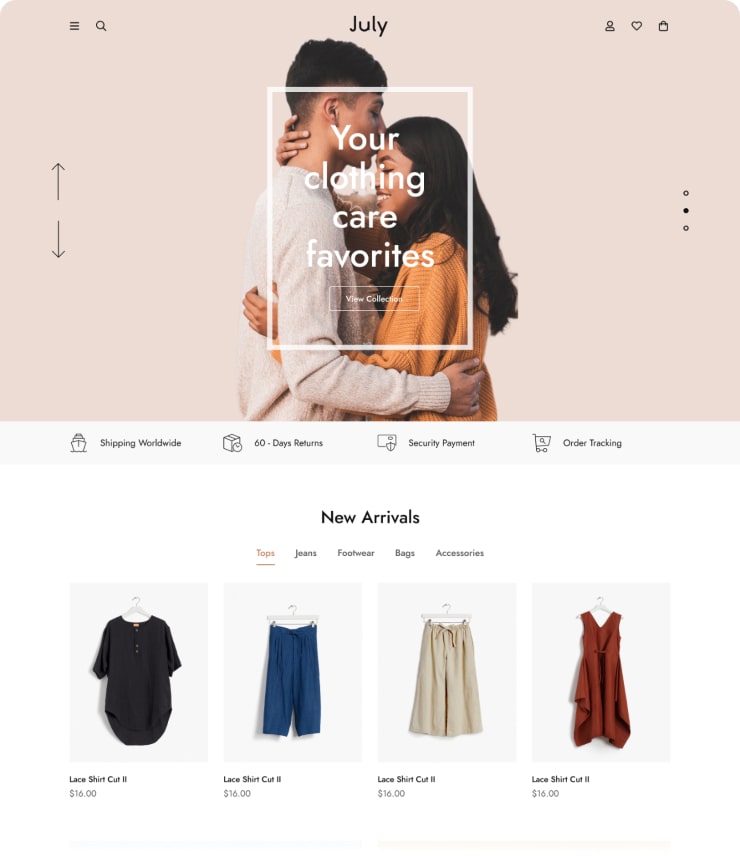 July
Your
clothing
care
favorites
View Collection
Shipping Worldwide
60 - Days Returns
Security Payment
Order Tracking
New Arrivals
Tops Jeans Footwear Bags Accessories
Lace Shirt Cut II
$16.00
Lace Shirt Cut II
$16.00
Lace Shirt Cut II
$16.00
Lace Shirt Cut II
$16.00